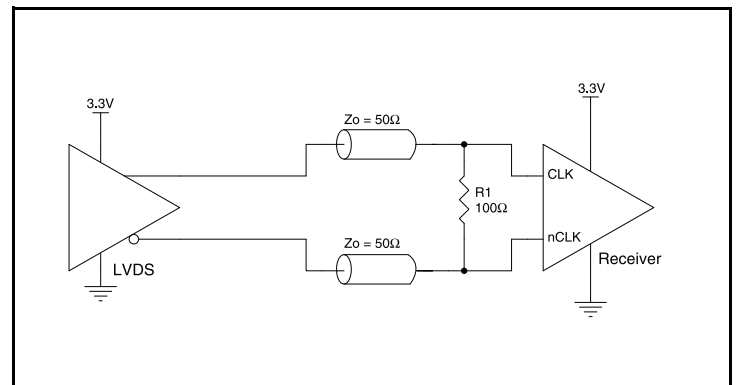 3.3V
3.3V
Zo = 50Ω
CLK
R1
100Ω
nCLK
Zo = 50Ω
Receiver
LVDS